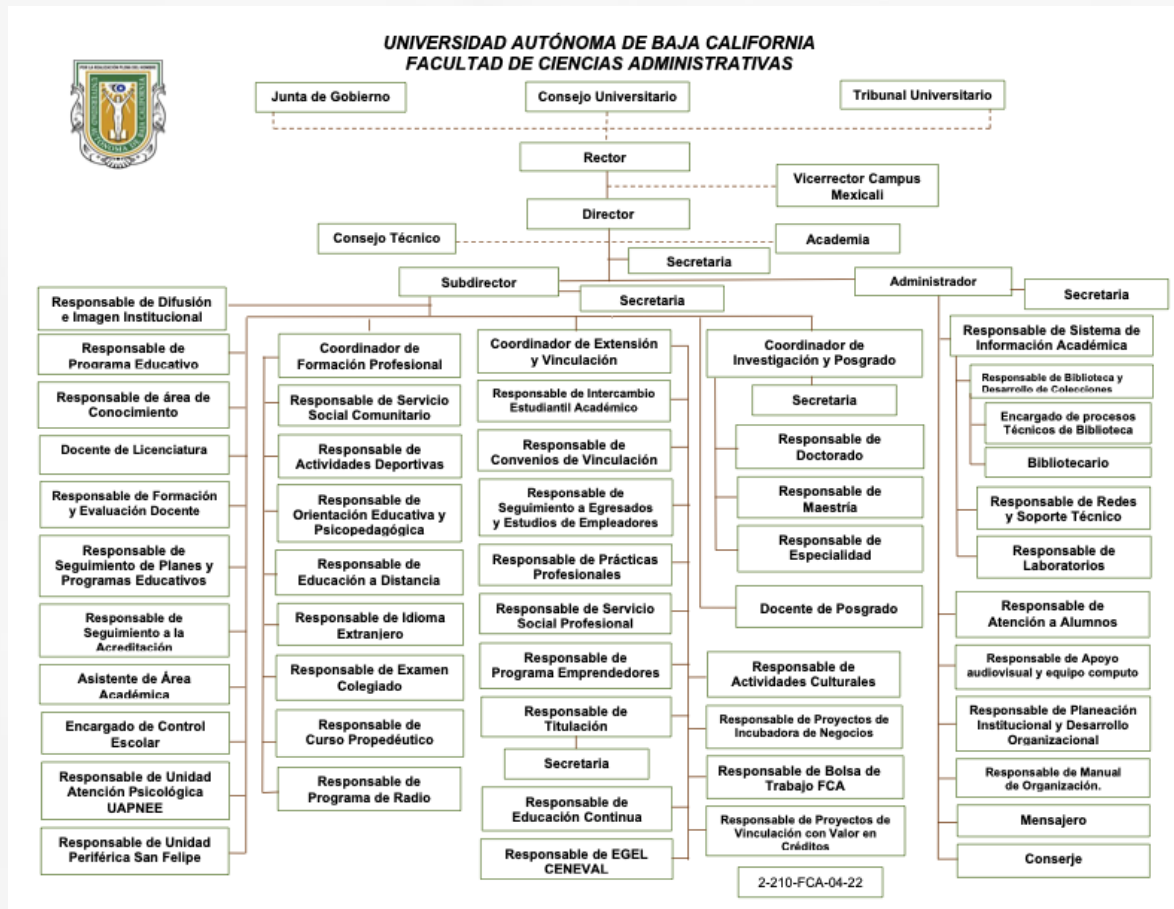 UNIVERSIDAD AUTÓNOMA DE BAJA CALIFORNIA
FACULTAD DE CIENCIAS ADMINISTRATIVAS
Junta de Gobierno
Consejo Universitario
Tribunal Universitario
Rector
Vicerrector Campus
Mexicali
Director
Consejo Técnico
Academia
Secretaria
Subdirector
Secretaria
Administrador
Secretaria
Responsable de Difusión
e Imagen Institucional
Responsable de
Programa Educativo
Responsable de área de
Conocimiento
Docente de Licenciatura
Responsable de Formación
y Evaluación Docente
Responsable de
Seguimiento de Planes y
Programas Educativos
Responsable de
Seguimiento a la
Acreditación
Asistente de Área
Académica
Encargado de Control
Escolar
Responsable de Unidad
Atención Psicológica
UAPNEE
Responsable de Unidad
Periférica San Felipe
Coordinador de
Formación Profesional
Responsable de Servicio
Social Comunitario
Responsable de
Actividades Deportivas
Responsable de
Orientación Educativa y
Psicopedagógica
Responsable de
Educación a Distancia
Responsable de Idioma
Extranjero
Responsable de Examen
Colegiado
Responsable de
Curso Propedéutico
Responsable de
Programa de Radio
Coordinador de Extensión
y Vinculación
Responsable de Intercambio
Estudiantil Académico
Responsable de
Convenios de Vinculación
Responsable de
Seguimiento a Egresados
y Estudios de Empleadores
Responsable de Prácticas
Profesionales
Responsable de Servicio
Social Profesional
Responsable de
Programa Emprendedores
Responsable de
Titulación
Secretaria
Responsable de
Educación Continua
Responsable de EGEL
CENEVAL
Coordinador de
Investigación y Posgrado
Secretaria
Responsable de
Doctorado
Responsable de
Maestría
Responsable de
Especialidad
Docente de Posgrado
Responsable de
Actividades Culturales
Responsable de Proyectos de
Incubadora de Negocios
Responsable de Bolsa de
Trabajo FCA
Responsable de Proyectos de
Vinculación con Valor en
Créditos
2-210-FCA-04-22
Responsable de Sistema de
Información Académica
Responsable de Biblioteca y
Desarrollo de Colecciones
Encargado de procesos
Técnicos de Biblioteca
Bibliotecario
Responsable de Redes
y Soporte Técnico
Responsable de
Laboratorios
Responsable de
Atención a Alumnos
Responsable de Apoyo
audiovisual y equipo computo
Responsable de Planeación
Institucional y Desarrollo
Organizacional
Responsable de Manual
de Organización.
Mensajero
Conserje